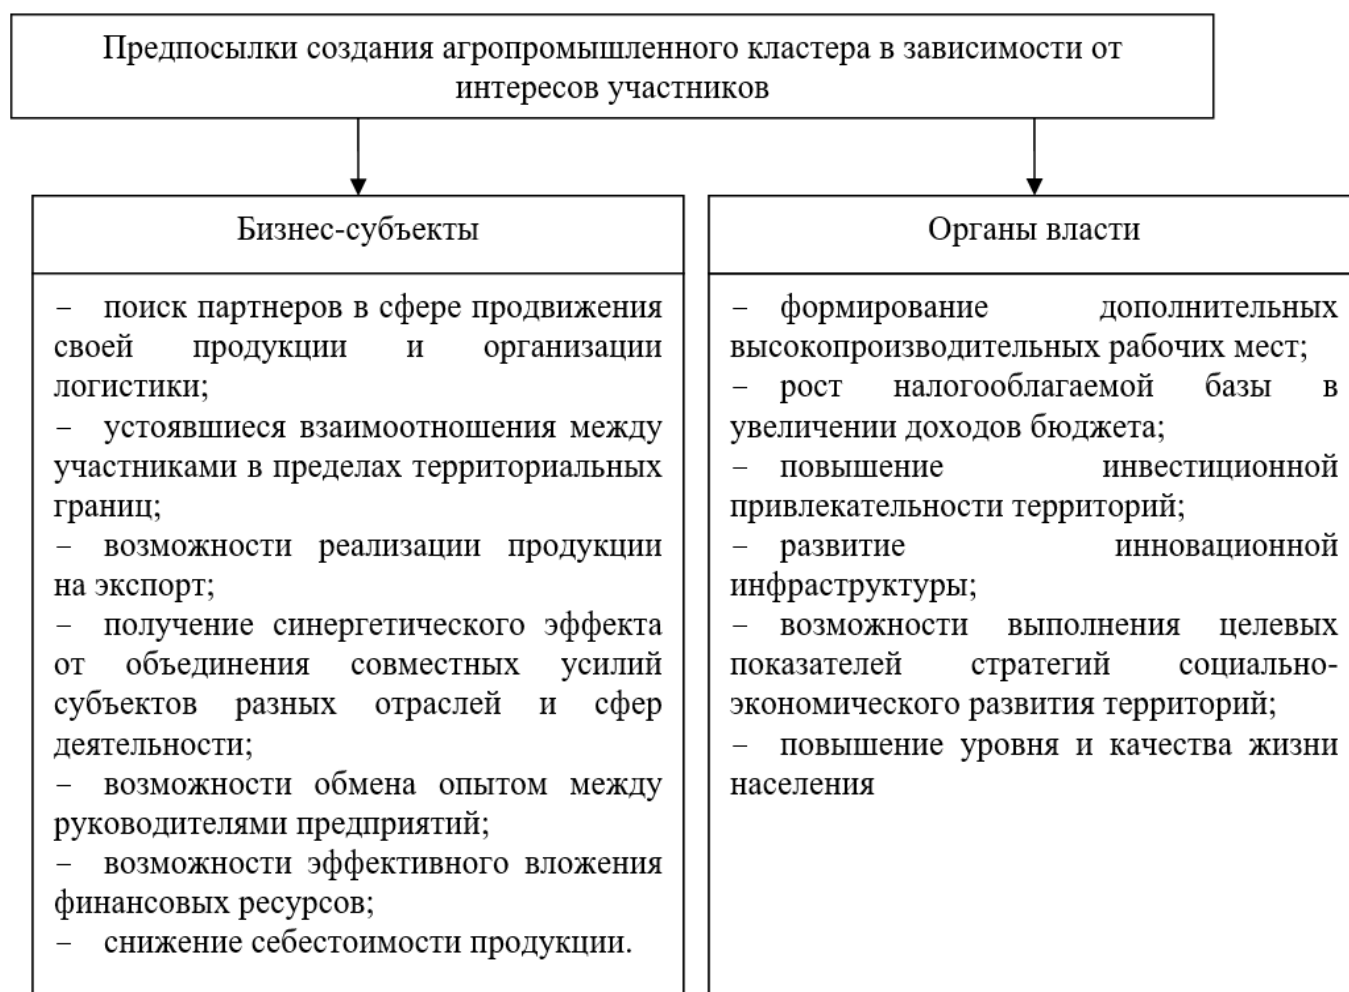 Предпосылки создания агропромышленного кластера в зависимости от
интересов участников
Бизнес-субъекты
– поиск партнеров в сфере продвижения
своей продукции и организации
логистики;
– устоявшиеся взаимоотношения между
участниками в пределах территориальных
границ;
– возможности реализации продукции
на экспорт;
– получение синергетического эффекта
от объединения совместных усилий
субъектов разных отраслей и сфер
деятельности;
– возможности обмена опытом между
руководителями предприятий;
– возможности эффективного вложения
финансовых ресурсов;
– снижение себестоимости продукции.
Органы власти
– формирование дополнительных
высокопроизводительных рабочих мест;
– рост налогооблагаемой базы в
увеличении доходов бюджета;
– повышение инвестиционной
привлекательности территорий;
– развитие инновационной
инфраструктуры;
– возможности выполнения целевых
показателей стратегий социально-
экономического развития территорий;
– повышение уровня и качества жизни
населения